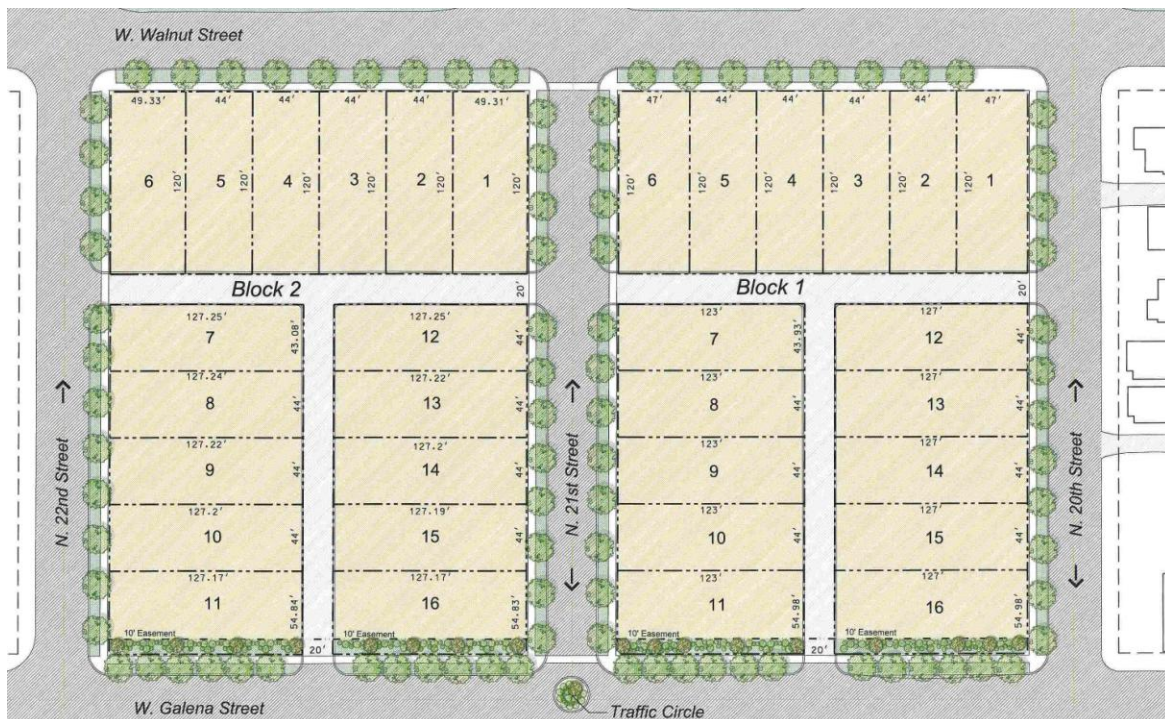 W. Walnut Street
49.33' 44' 44' 44' 44' 49.31'
47' 44' 44' 44' 44' 47'
6 120' 5 120' 4 120' 3 120' 2 120' 1 120'
120' 6 120' 5 120' 4 120' 3 120' 2 120' 1
Block 2 20'
Block 1 20'
127.25' 127.25' 123' 127'
7 43.08' 12 44' 7 43.93' 12 44'
127.24' 127.22' 123' 127'
8 44' 13 44' 8 44' 13 44'
127.22' 127.2' 123' 127'
9 44' 14 44' 9 44' 14 44'
N. 22nd Street
N. 21st Street
N. 20th Street
127.2' 127.19' 123' 127'
10 44' 15 44' 10 44' 15 44'
127.17' 127.17' 123' 127'
11 54.84' 16 54.83' 11 54.98' 16 54.98'
10' Easement 10' Easement 10' Easement 10' Easement
20' 20'
W. Galena Street
Traffic Circle